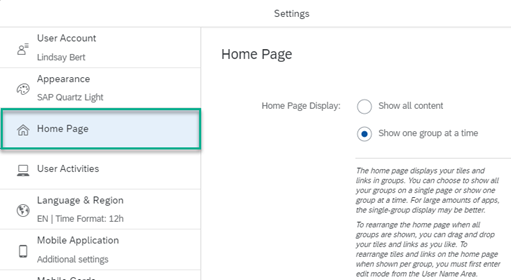 Settings
User Account
Lindsay Bert
Appearance
SAP Quartz Light
Home Page
User Activities
Language & Region
EN | Time Format: 12h
Mobile Application
Additional settings
Mobile Cards
Home Page
Home Page Display:
Show all content
Show one group at a time
The home page displays your tiles and
links in groups. You can choose to show all
your groups on a single page or show one
group at a time. For large amounts of apps,
the single-group display may be better.
To rearrange the home page when all
groups are shown, you can drag and drop
your tiles and links as you like. To
rearrange tiles and links on the home page
when shown per group, you must first enter
edit mode from the User Name Area.